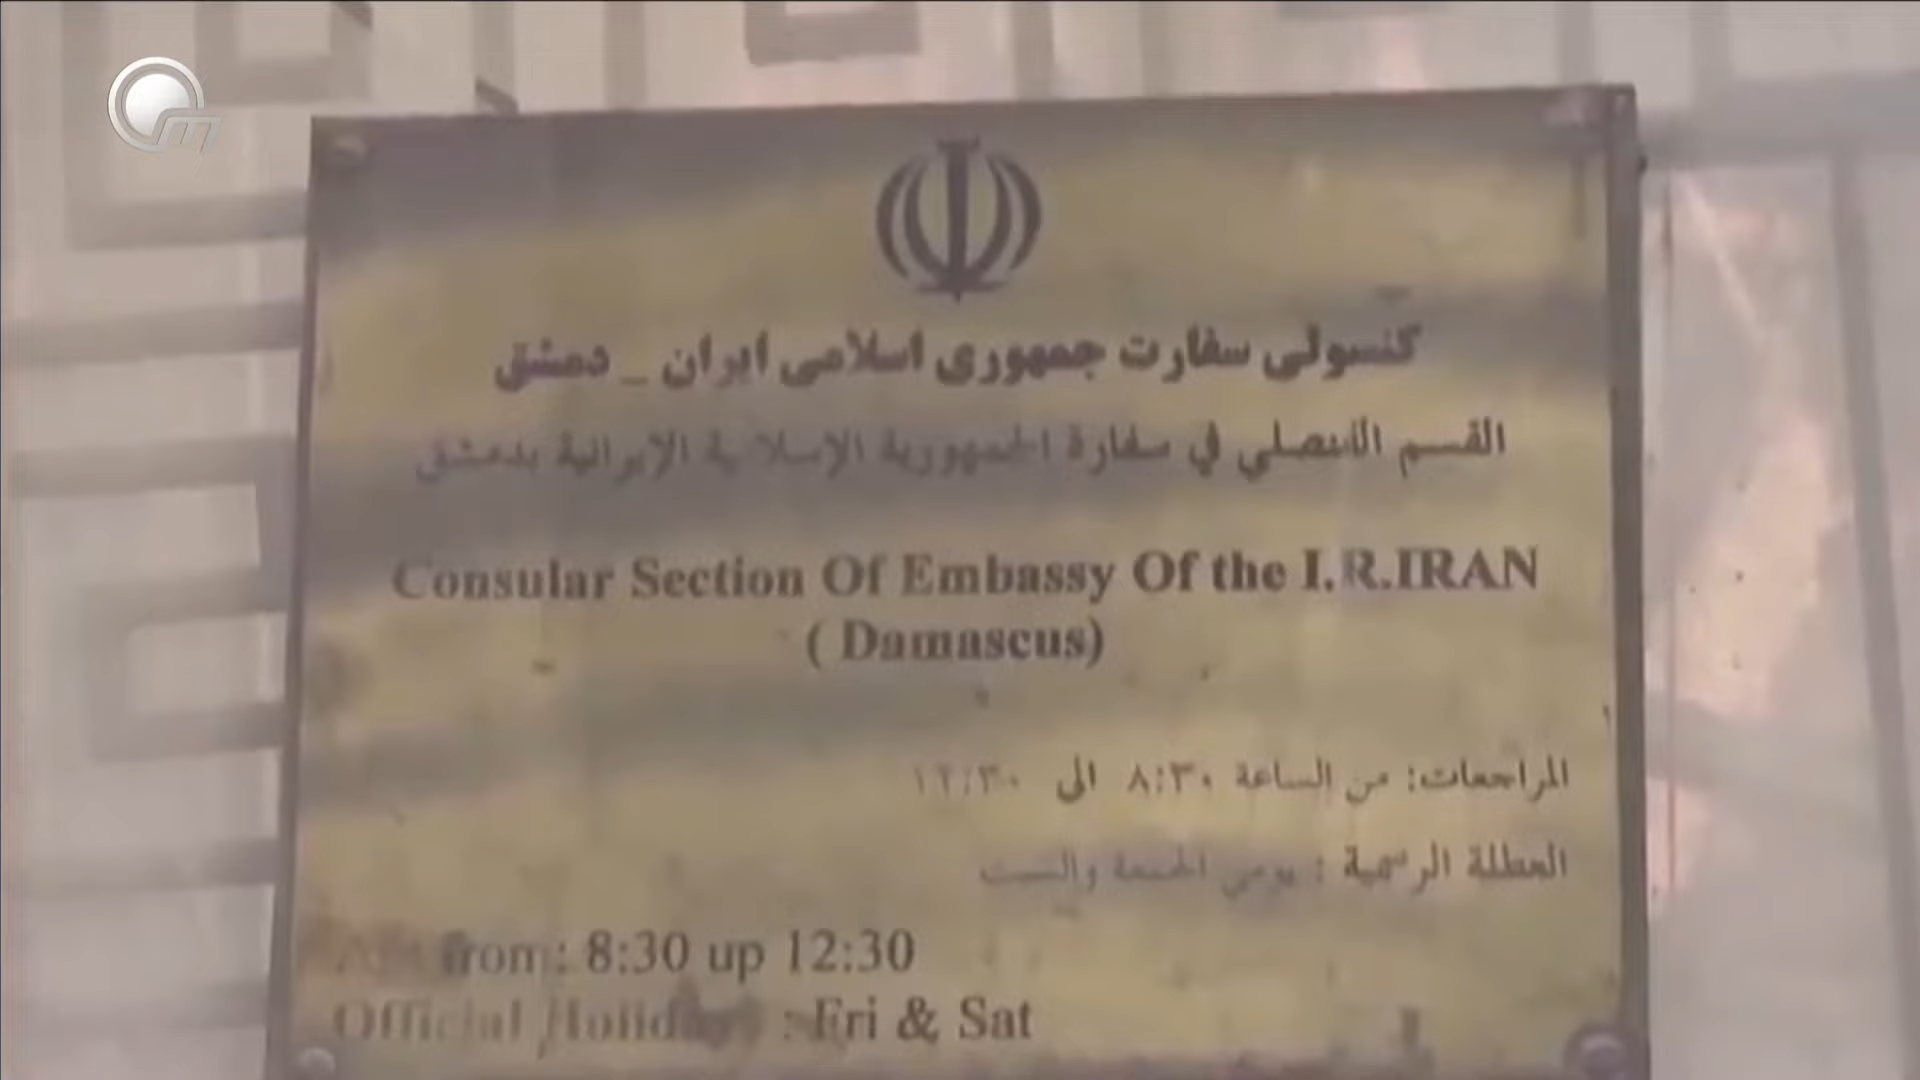 کنسولی سفارت جمهوری اسلامی ایران _ دمشق
القسم القنصلي في سفارة الجمهورية الإسلامية الإيرانية بدمشق
Consular Section Of Embassy Of the I.R.IRAN
( Damascus)
المراجعات: من الساعة ٨:٣٠ الى ١٢:٣٠
العطلة الرسمية : يومي الجمعة والسبت
from: 8:30 up 12:30
Official : Fri & Sat